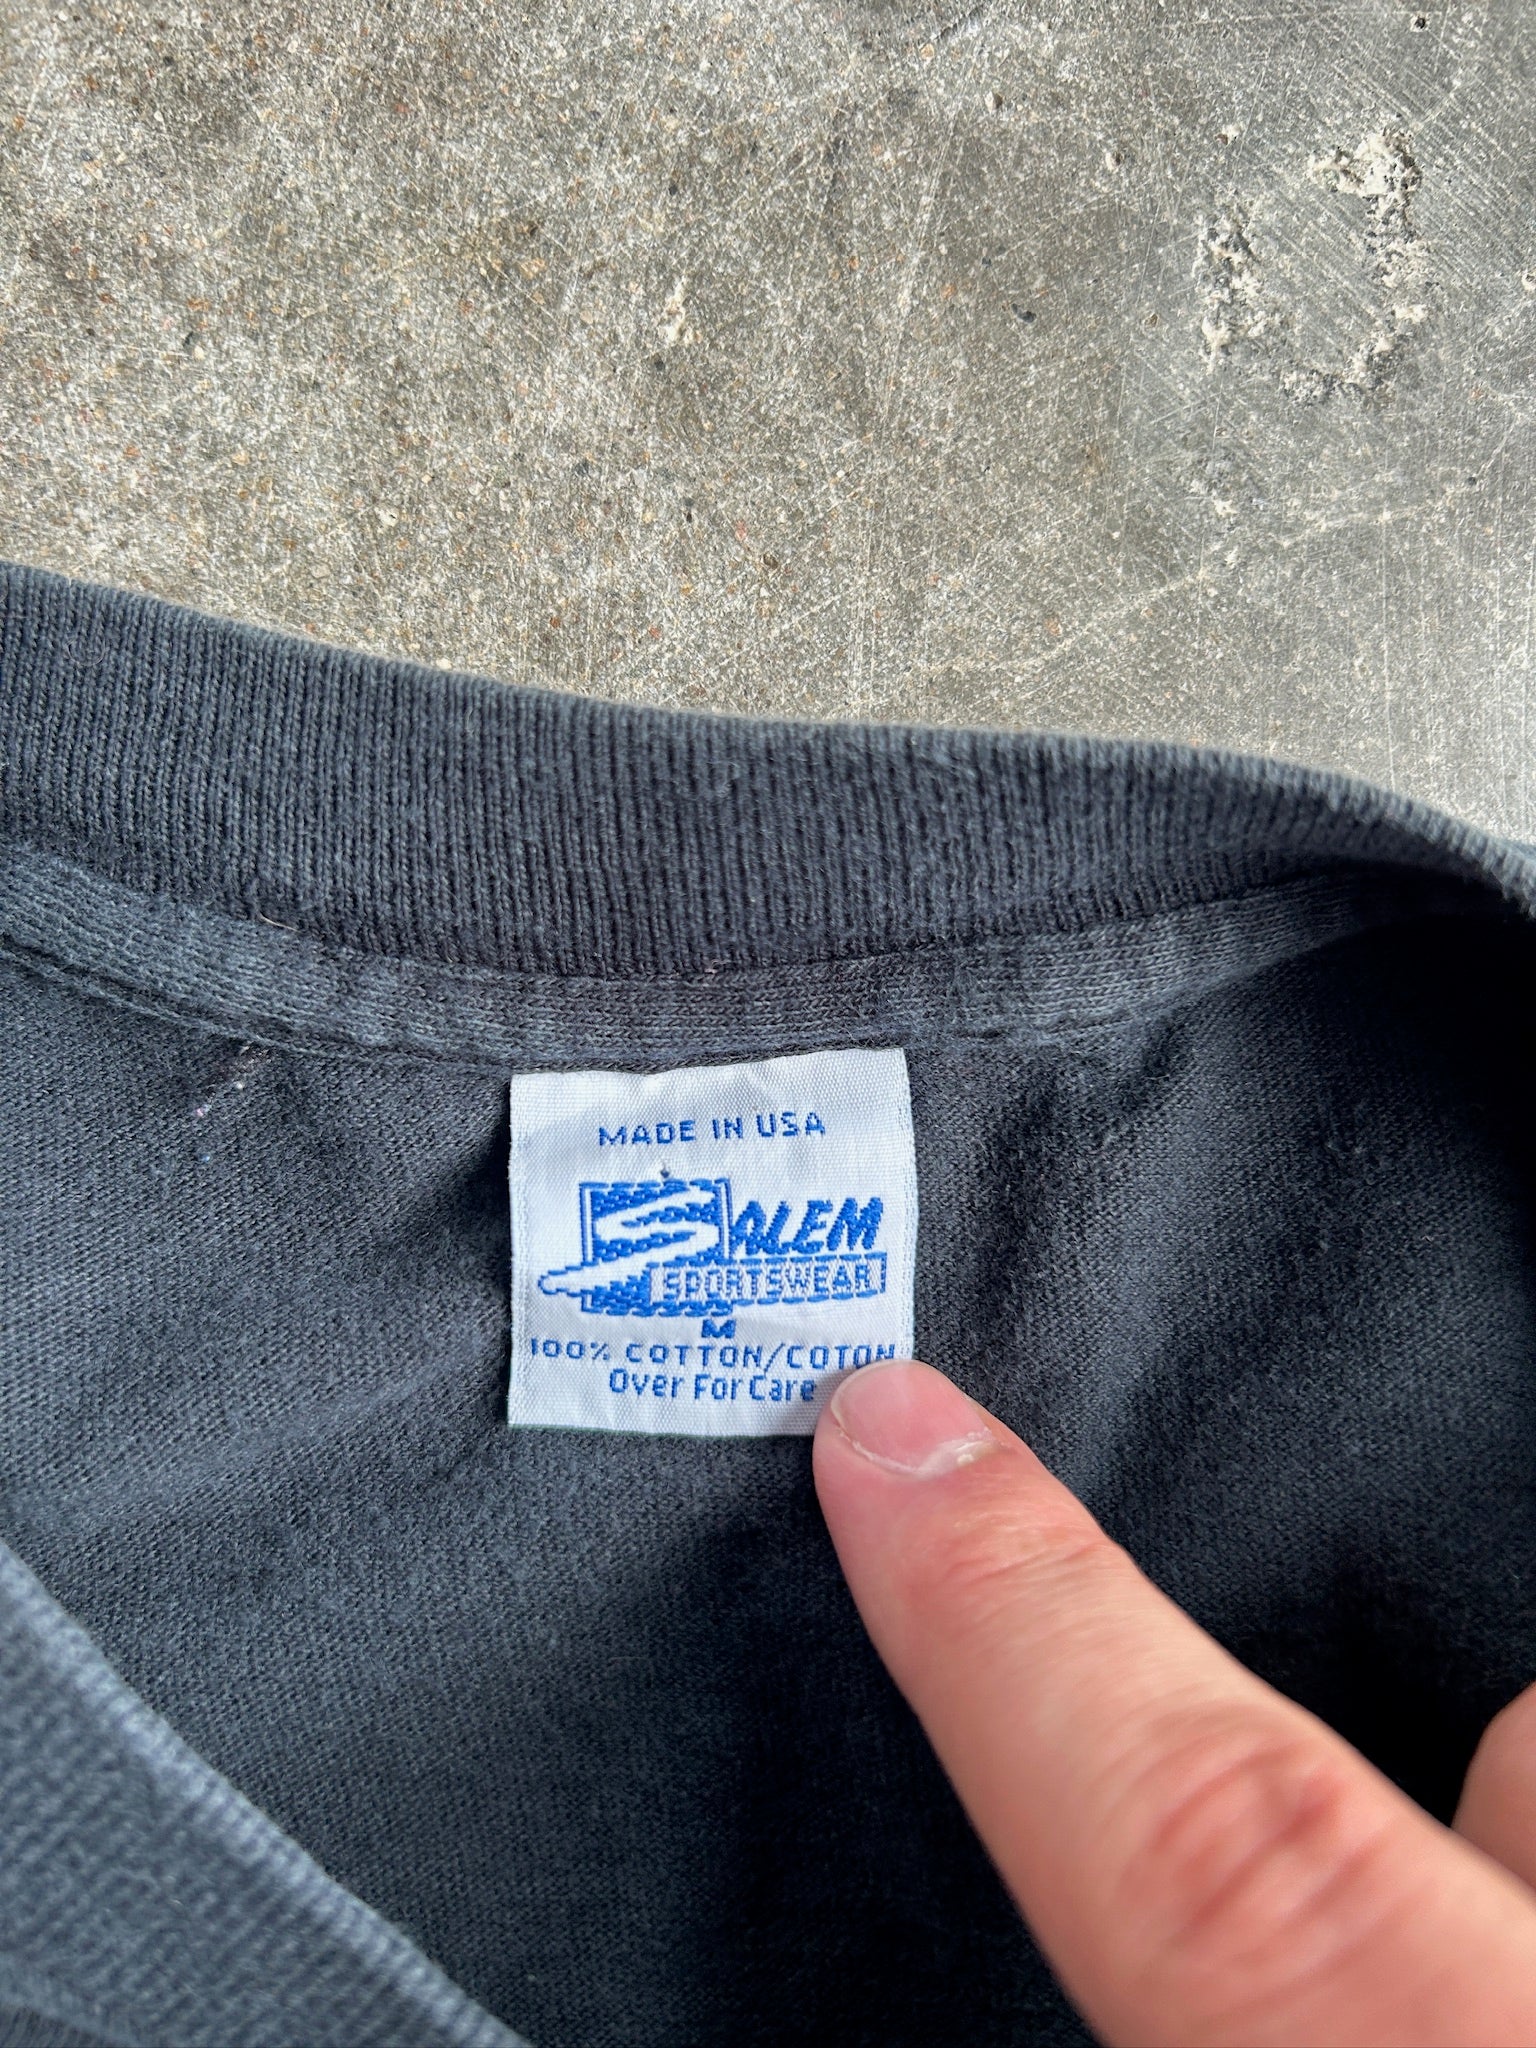 MADE IN USA
SALEM
SPORTSWEAR
M
100% COTTON/COTON
Over For Care